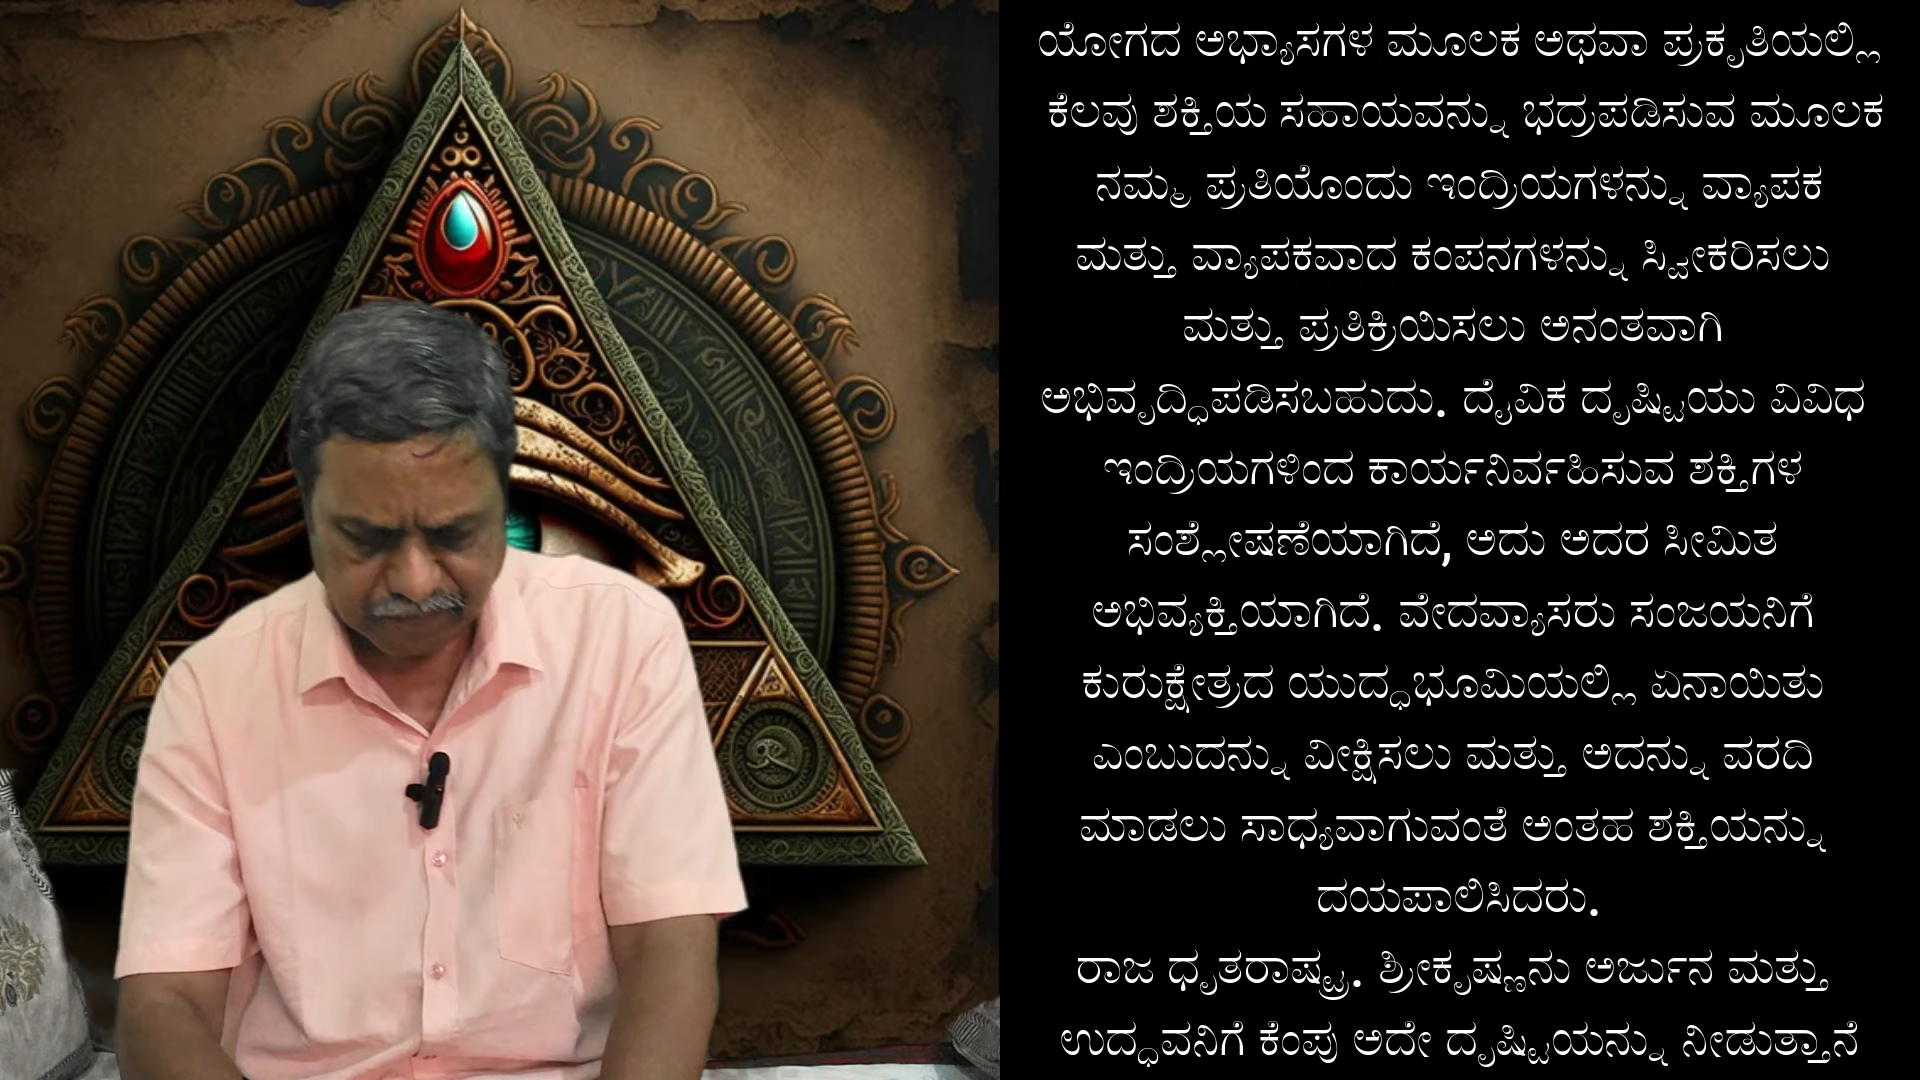 ಯೋಗದ ಅಭ್ಯಾಸಗಳ ಮೂಲಕ ಅಥವಾ ಪ್ರಕೃತಿಯಲ್ಲಿ
ಕೆಲವು ಶಕ್ತಿಯ ಸಹಾಯವನ್ನು ಭದ್ರಪಡಿಸುವ ಮೂಲಕ
ನಮ್ಮ ಪ್ರತಿಯೊಂದು ಇಂದ್ರಿಯಗಳನ್ನು ವ್ಯಾಪಕ
ಮತ್ತು ವ್ಯಾಪಕವಾದ ಕಂಪನಗಳನ್ನು ಸ್ವೀಕರಿಸಲು
ಮತ್ತು ಪ್ರತಿಕ್ರಿಯಿಸಲು ಅನಂತವಾಗಿ
ಅಭಿವೃದ್ಧಿಪಡಿಸಬಹುದು. ದೈವಿಕ ದೃಷ್ಟಿಯು ವಿವಿಧ
ಇಂದ್ರಿಯಗಳಿಂದ ಕಾರ್ಯನಿರ್ವಹಿಸುವ ಶಕ್ತಿಗಳ
ಸಂಶ್ಲೇಷಣೆಯಾಗಿದೆ, ಅದು ಅದರ ಸೀಮಿತ
ಅಭಿವ್ಯಕ್ತಿಯಾಗಿದೆ. ವೇದವ್ಯಾಸರು ಸಂಜಯನಿಗೆ
ಕುರುಕ್ಷೇತ್ರದ ಯುದ್ಧಭೂಮಿಯಲ್ಲಿ ಏನಾಯಿತು
ಎಂಬುದನ್ನು ವೀಕ್ಷಿಸಲು ಮತ್ತು ಅದನ್ನು ವರದಿ
ಮಾಡಲು ಸಾಧ್ಯವಾಗುವಂತೆ ಅಂತಹ ಶಕ್ತಿಯನ್ನು
ದಯಪಾಲಿಸಿದರು.
ರಾಜ ಧೃತರಾಷ್ಟ್ರ. ಶ್ರೀಕೃಷ್ಣನು ಅರ್ಜುನ ಮತ್ತು
ಉದ್ಧವನಿಗೆ ಕೆಂಪು ಅದೇ ದೃಷ್ಟಿಯನ್ನು ನೀಡುತ್ತಾನೆ